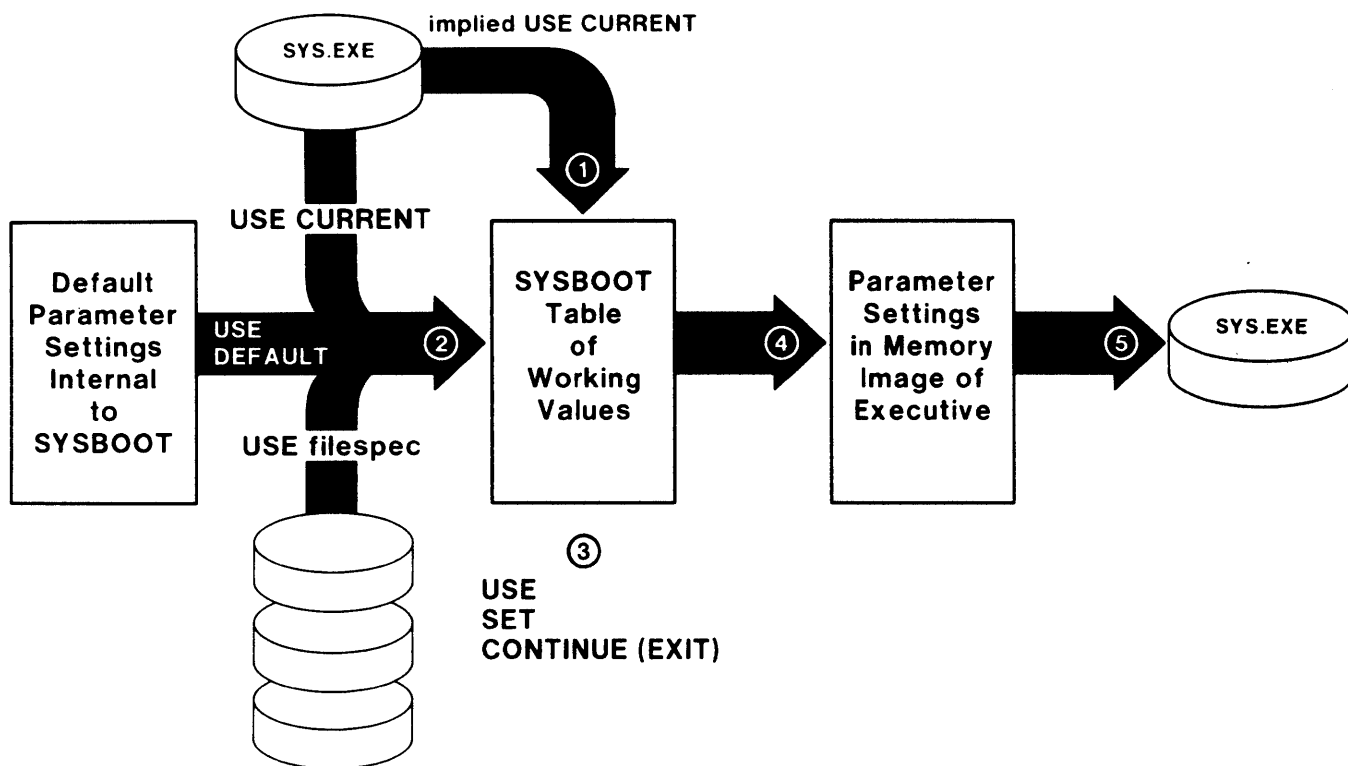 implied USE CURRENT
SYS.EXE
1
USE CURRENT
Default
Parameter
Settings
Internal
to
SYSBOOT
USE
DEFAULT
2
USE filespec
SYSBOOT
Table
of
Working
Values
3
USE
SET
CONTINUE (EXIT)
4
Parameter
Settings
in Memory
Image of
Executive
5
SYS.EXE